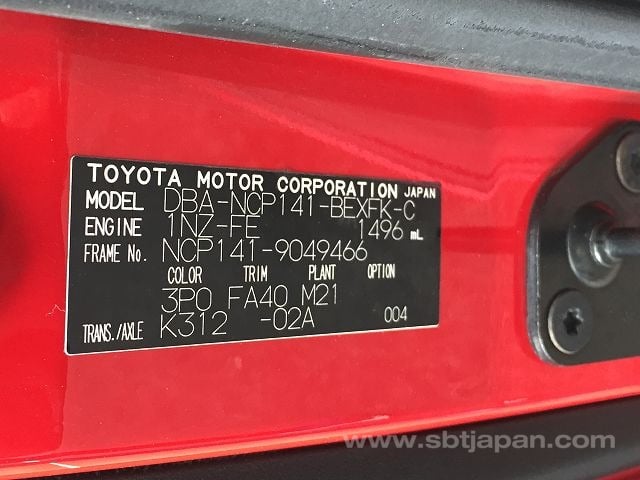 TOYOTA MOTOR CORPORATION JAPAN
MODEL DBA-NCP141-BEXFK-C
ENGINE 1NZ-FE 1496 mL
FRAME No. NCP141-9049466
COLOR TRIM PLANT OPTION
3P0 FA40 M21
TRANS./AXLE K312 -02A 004
www.sbtjapan.com